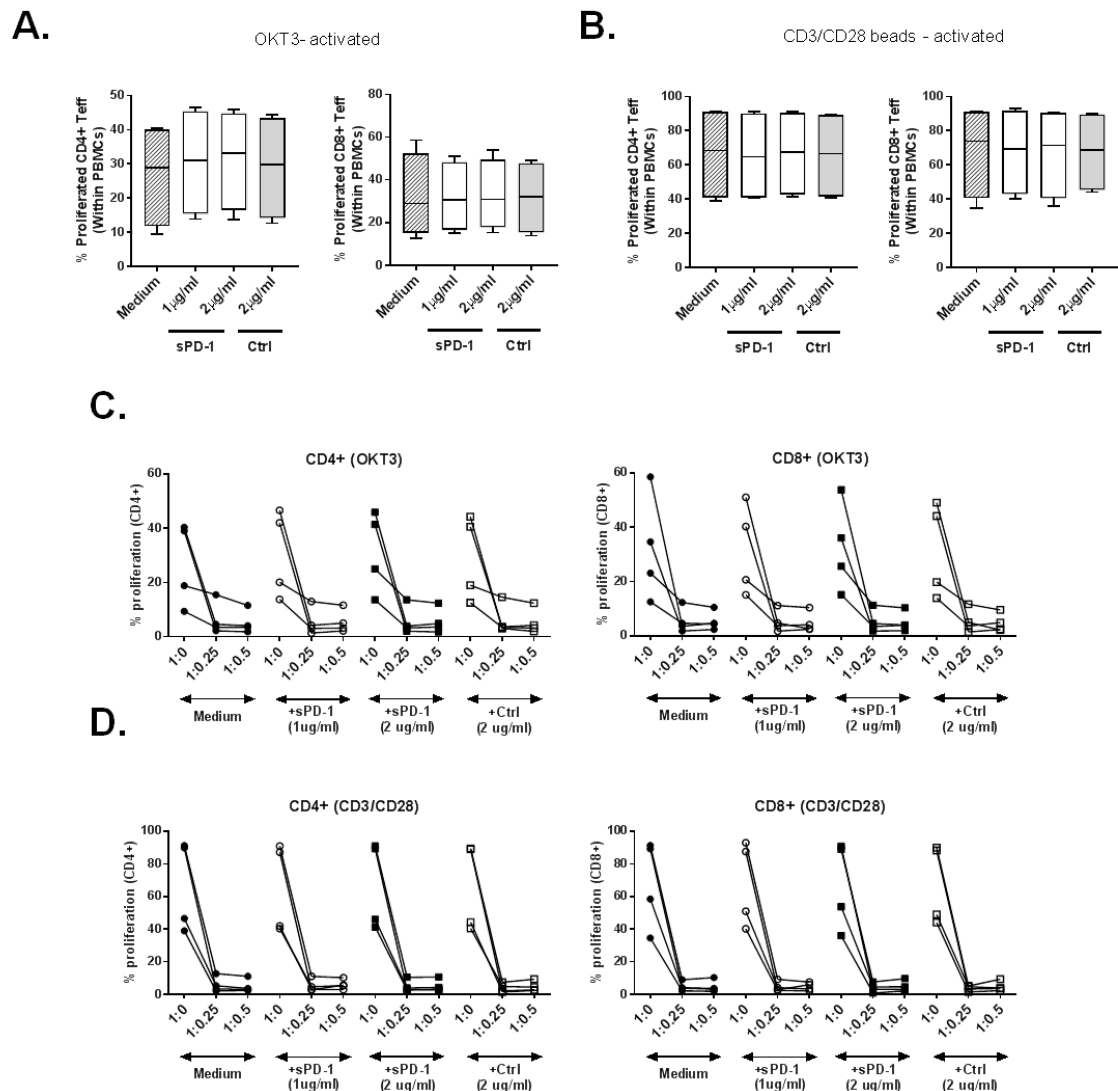 A.
OKT3- activated
% Proliferated CD4+ Teff
(Within PBMCs)
50
40
30
20
10
0
Medium
1µg/ml
2µg/ml
2µg/ml
sPD-1
Ctrl
% Proliferated CD8+ Teff
(Within PBMCs)
80
60
40
20
0
Medium
1µg/ml
2µg/ml
2µg/ml
sPD-1
Ctrl
B.
CD3/CD28 beads - activated
% Proliferated CD4+ Teff
(Within PBMCs)
100
80
60
40
20
0
Medium
1µg/ml
2µg/ml
2µg/ml
sPD-1
Ctrl
% Proliferated CD8+ Teff
(Within PBMCs)
100
80
60
40
20
0
Medium
1µg/ml
2µg/ml
2µg/ml
sPD-1
Ctrl
C.
CD4+ (OKT3)
% proliferation (CD4+)
60
40
20
0
1:0
1:0.25
1:0.5
1:0
1:0.25
1:0.5
1:0
1:0.25
1:0.5
1:0
1:0.25
1:0.5
Medium
+sPD-1
(1ug/ml)
+sPD-1
(2 ug/ml)
+Ctrl
(2 ug/ml)
CD8+ (OKT3)
% proliferation (CD8+)
60
40
20
0
1:0
1:0.25
1:0.5
1:0
1:0.25
1:0.5
1:0
1:0.25
1:0.5
1:0
1:0.25
1:0.5
Medium
+sPD-1
(1ug/ml)
+sPD-1
(2 ug/ml)
+Ctrl
(2 ug/ml)
D.
CD4+ (CD3/CD28)
% proliferation (CD4+)
100
80
60
40
20
0
1:0
1:0.25
1:0.5
1:0
1:0.25
1:0.5
1:0
1:0.25
1:0.5
1:0
1:0.25
1:0.5
Medium
+sPD-1
(1ug/ml)
+sPD-1
(2 ug/ml)
+Ctrl
(2 ug/ml)
CD8+ (CD3/CD28)
% proliferation (CD8+)
100
80
60
40
20
0
1:0
1:0.25
1:0.5
1:0
1:0.25
1:0.5
1:0
1:0.25
1:0.5
1:0
1:0.25
1:0.5
Medium
+sPD-1
(1ug/ml)
+sPD-1
(2 ug/ml)
+Ctrl
(2 ug/ml)